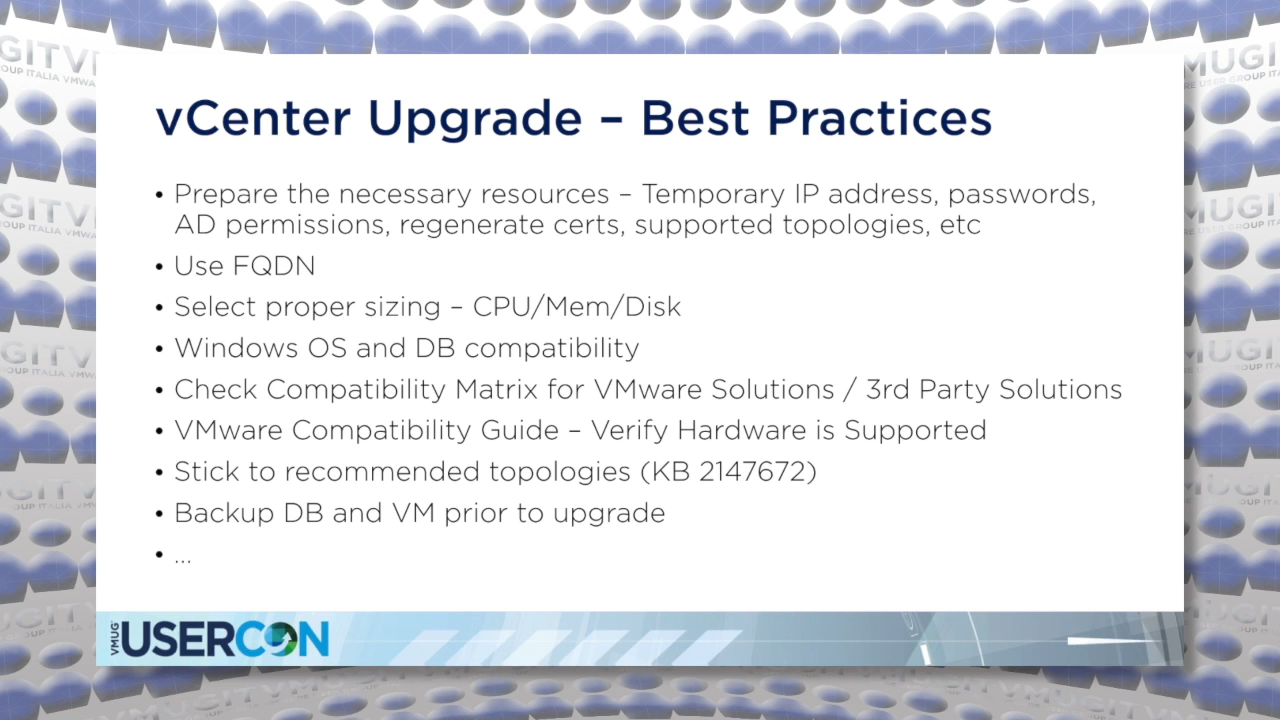 vCenter Upgrade – Best Practices
• Prepare the necessary resources – Temporary IP address, passwords,
AD permissions, regenerate certs, supported topologies, etc
• Use FQDN
• Select proper sizing – CPU/Mem/Disk
• Windows OS and DB compatibility
• Check Compatibility Matrix for VMware Solutions / 3rd Party Solutions
• VMware Compatibility Guide – Verify Hardware is Supported
• Stick to recommended topologies (KB 2147672)
• Backup DB and VM prior to upgrade
• ...
VMUG USERCON